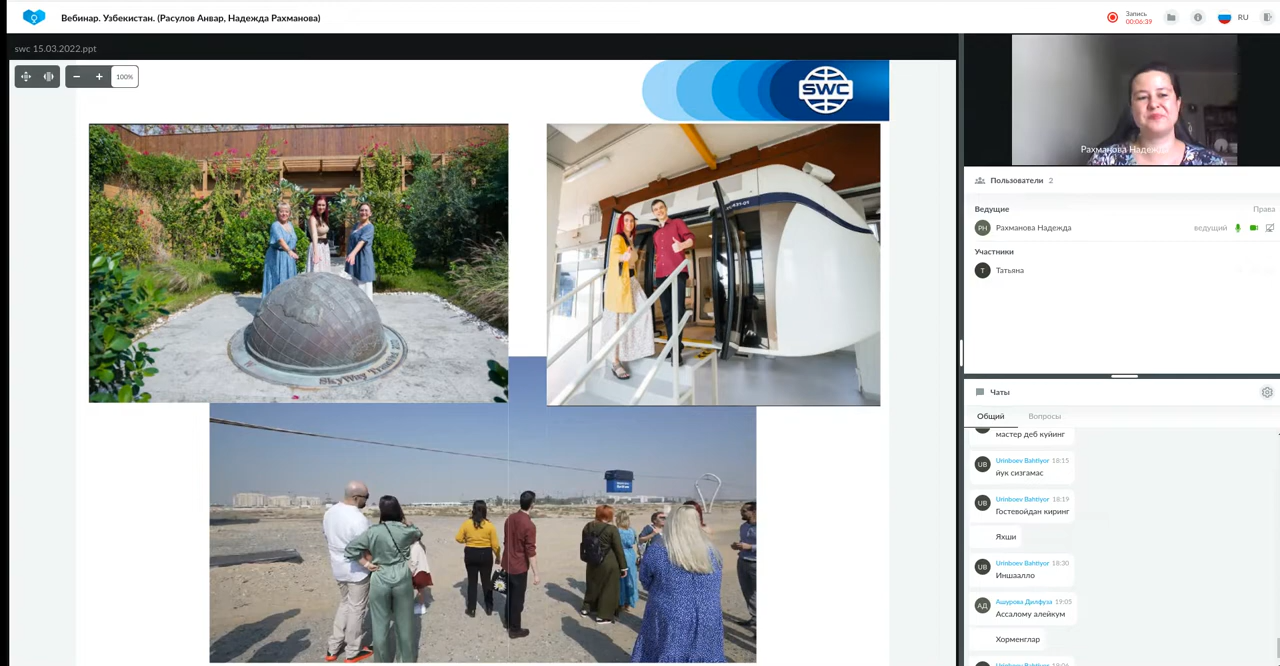 Вебинар. Узбекистан. (Расулов Анвар, Надежда Рахманова)
Запись
00:06:39
RU
swc 15.03.2022.ppt
100%
SWC
Рахманова Надежда
Пользователи 2
Ведущие
Права
РН
Рахманова Надежда
ведущий
Участники
Т
Татьяна
Чаты
Общий
Вопросы
мастер деб куйинг
UB
Urinboev Bahtiyor 18:15
йук сизгамас
UB
Urinboev Bahtiyor 18:19
Гостевойдан киринг
Яхши
UB
Urinboev Bahtiyor 18:30
Иншаалло
АД
Ашурова Дилфуза 19:05
Ассалому алейкум
Хорменглар